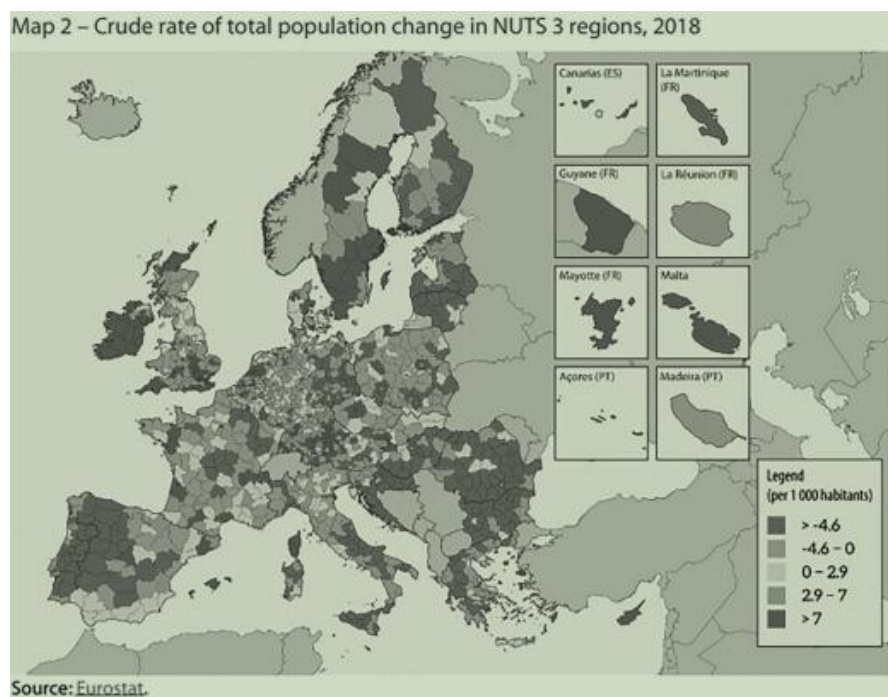 Map 2 – Crude rate of total population change in NUTS 3 regions, 2018
Canarias (ES)
La Martinique
(FR)
Guyane (FR)
La Réunion (FR)
Mayotte (FR)
Malta
Açores (PT)
Madeira (PT)
Legend
(per 1 000 habitants)
> -4.6
-4.6 – 0
0 – 2.9
2.9 – 7
> 7
Source: Eurostat.